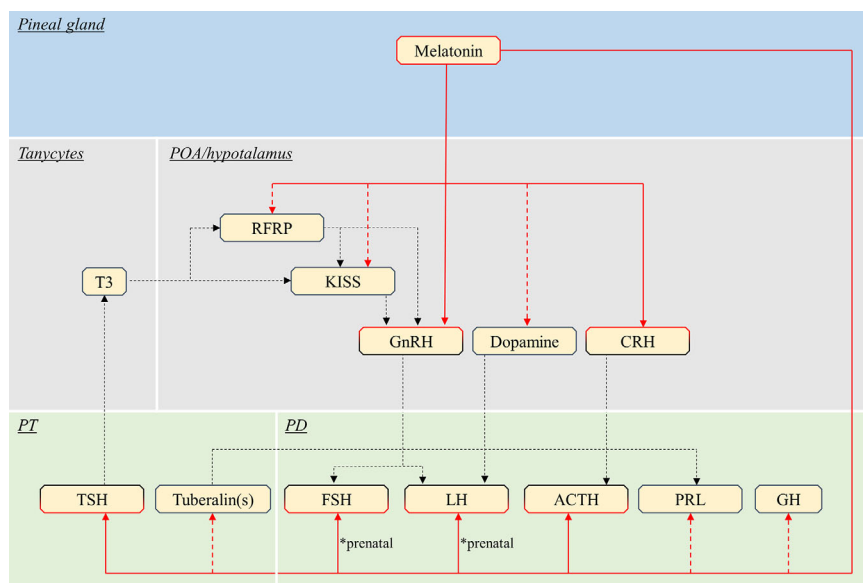 Pineal gland
Melatonin
Tanycytes
POA/hypotalamus
RFRP
T3
KISS
GnRH
Dopamine
CRH
PT
PD
TSH
Tuberalin(s)
FSH
LH
ACTH
PRL
GH
*prenatal
*prenatal